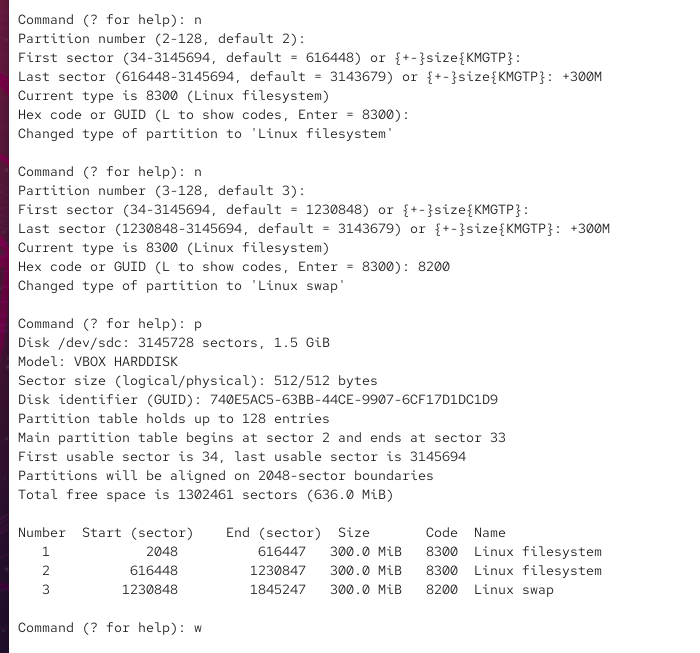 Command (? for help): n
Partition number (2-128, default 2):
First sector (34-3145694, default = 616448) or {+-}size{KMGTP}:
Last sector (616448-3145694, default = 3143679) or {+-}size{KMGTP}: +300M
Current type is 8300 (Linux filesystem)
Hex code or GUID (L to show codes, Enter = 8300):
Changed type of partition to 'Linux filesystem'

Command (? for help): n
Partition number (3-128, default 3):
First sector (34-3145694, default = 1230848) or {+-}size{KMGTP}:
Last sector (1230848-3145694, default = 3143679) or {+-}size{KMGTP}: +300M
Current type is 8300 (Linux filesystem)
Hex code or GUID (L to show codes, Enter = 8300): 8200
Changed type of partition to 'Linux swap'

Command (? for help): p
Disk /dev/sdc: 3145728 sectors, 1.5 GiB
Model: VBOX HARDDISK
Sector size (logical/physical): 512/512 bytes
Disk identifier (GUID): 740E5AC5-63BB-44CE-9907-6CF17D1DC1D9
Partition table holds up to 128 entries
Main partition table begins at sector 2 and ends at sector 33
First usable sector is 34, last usable sector is 3145694
Partitions will be aligned on 2048-sector boundaries
Total free space is 1302461 sectors (636.0 MiB)

Number  Start (sector)    End (sector)  Size       Code  Name
   1            2048          616447   300.0 MiB   8300  Linux filesystem
   2          616448         1230847   300.0 MiB   8300  Linux filesystem
   3         1230848         1845247   300.0 MiB   8200  Linux swap

Command (? for help): w